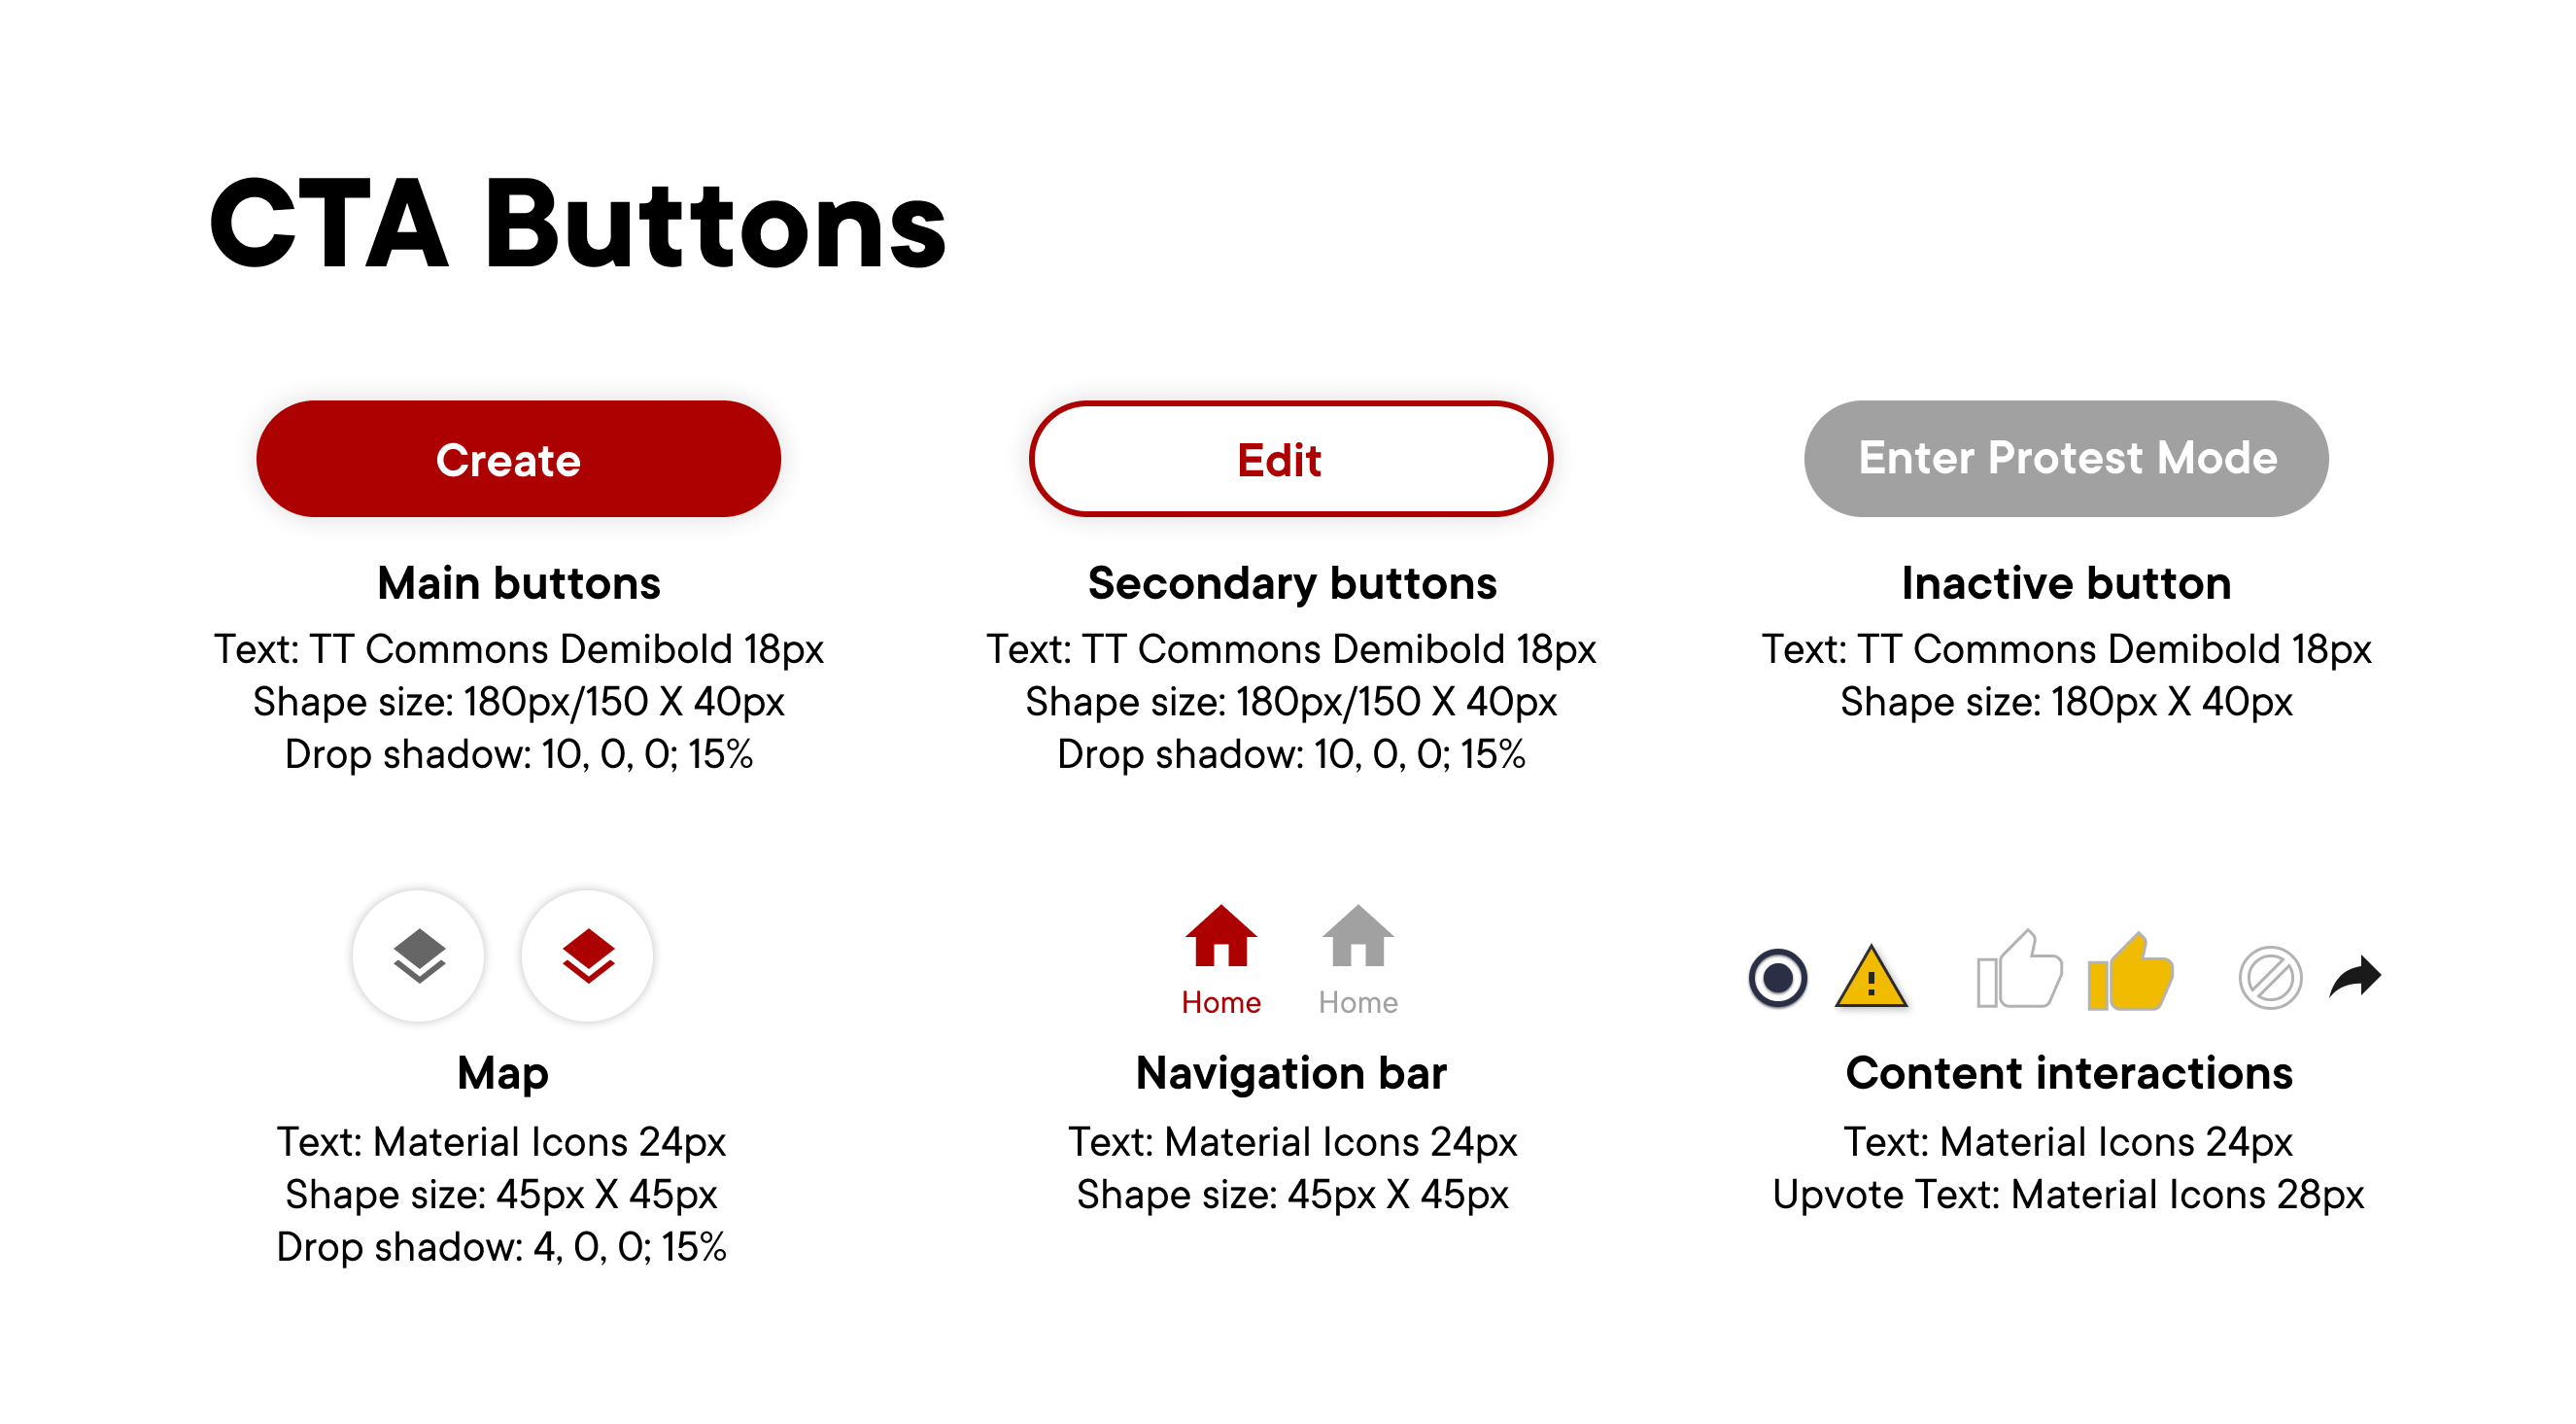 CTA Buttons
Create
Edit
Enter Protest Mode
Main buttons
Text: TT Commons Demibold 18px
Shape size: 180px/150 X 40px
Drop shadow: 10, 0, 0; 15%
Secondary buttons
Text: TT Commons Demibold 18px
Shape size: 180px/150 X 40px
Drop shadow: 10, 0, 0; 15%
Inactive button
Text: TT Commons Demibold 18px
Shape size: 180px X 40px
Home
Home
Map
Text: Material Icons 24px
Shape size: 45px X 45px
Drop shadow: 4, 0, 0; 15%
Navigation bar
Text: Material Icons 24px
Shape size: 45px X 45px
Content interactions
Text: Material Icons 24px
Upvote Text: Material Icons 28px